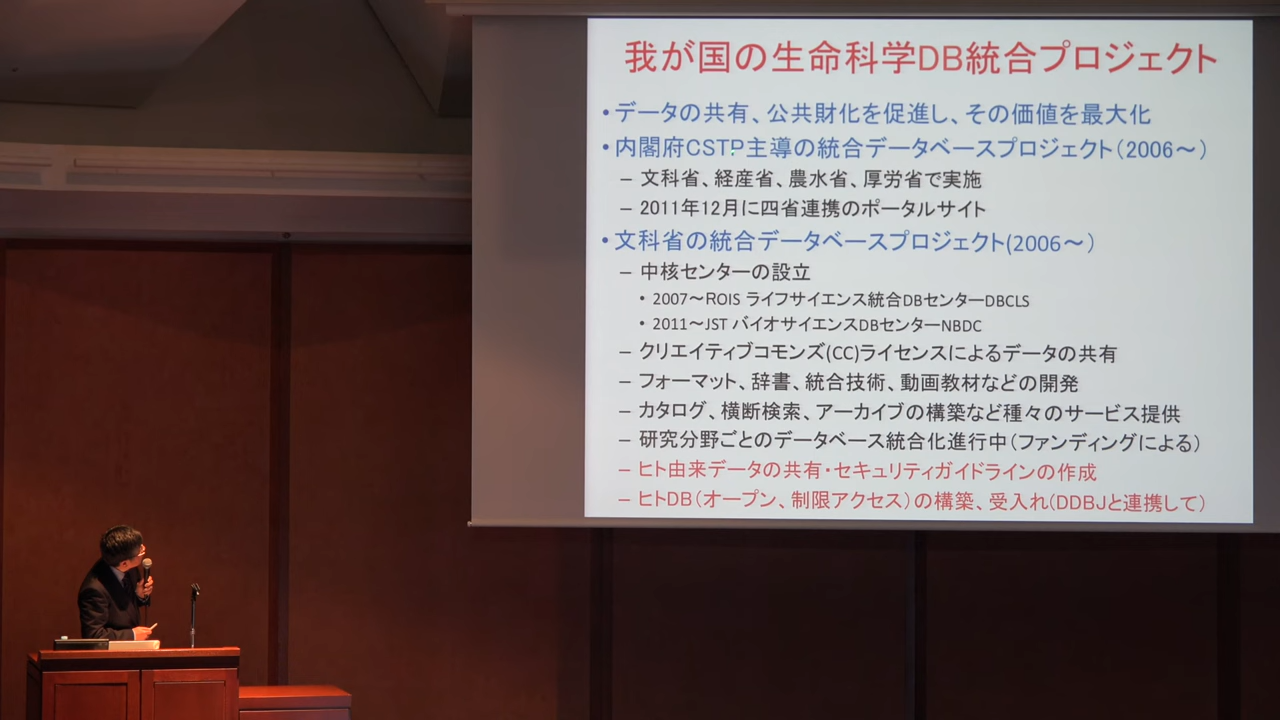 我が国の生命科学DB統合プロジェクト
• データの共有、公共財化を促進し、その価値を最大化
• 内閣府CSTP主導の統合データベースプロジェクト（2006～）
– 文科省、経産省、農水省、厚労省で実施
– 2011年12月に四省連携のポータルサイト
• 文科省の統合データベースプロジェクト(2006～）
– 中核センターの設立
• 2007～ROIS ライフサイエンス統合DBセンターDBCLS
• 2011～JST バイオサイエンスDBセンターNBDC
– クリエイティブコモンズ(CC)ライセンスによるデータの共有
– フォーマット、辞書、統合技術、動画教材などの開発
– カタログ、横断検索、アーカイブの構築など種々のサービス提供
– 研究分野ごとのデータベース統合化進行中（ファンディングによる）
– ヒト由来データの共有・セキュリティガイドラインの作成
– ヒトDB（オープン、制限アクセス）の構築、受入れ(DDBJと連携して）